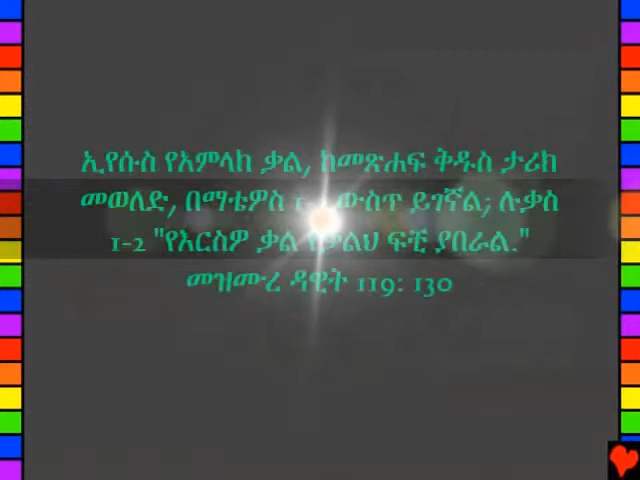 ኢየሱስ የአምላክ ቃል, ከመጽሐፍ ቅዱስ ታሪክ
መወለድ, በማቴዎስ ውስጥ ይገኛል; ሉቃስ
1-2 "የእርስዎ ቃል የቃልህ ፍቺ ያበራል."
መዝሙረ ዳዊት 119: 130